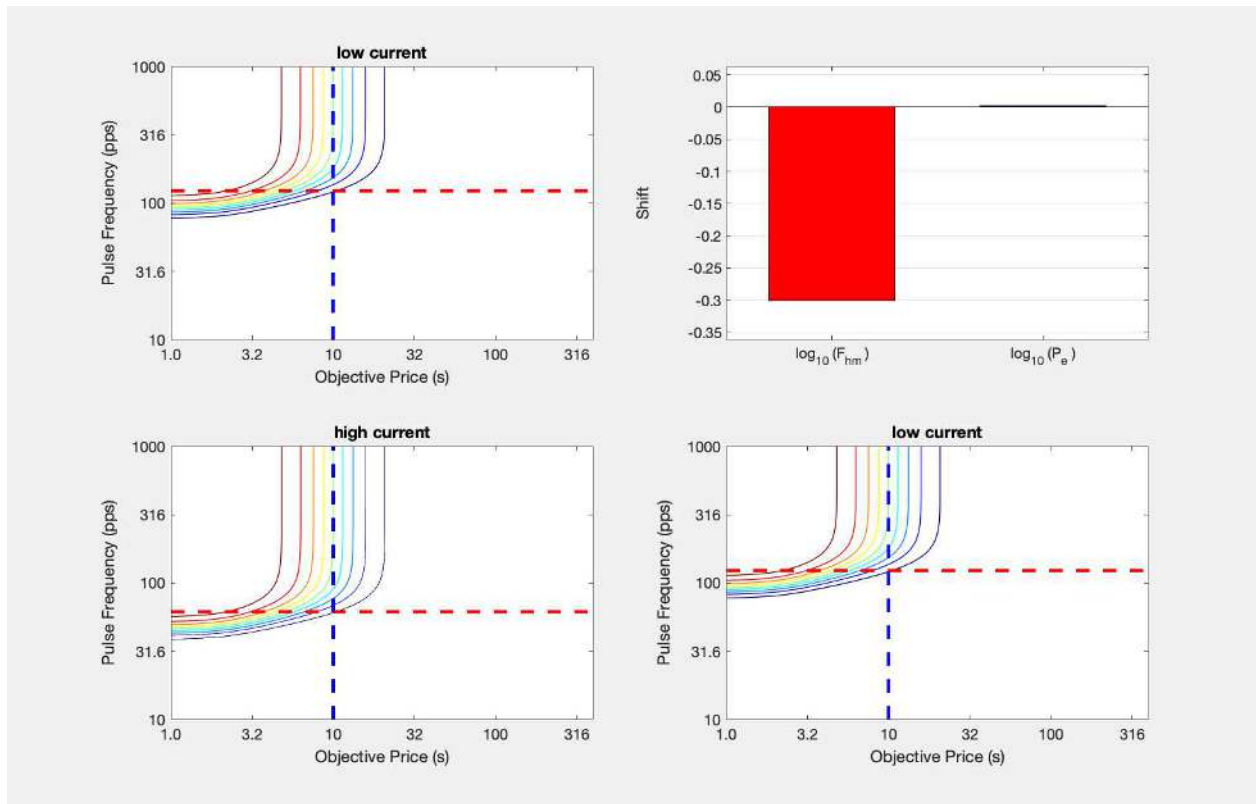 low current
1000
316
100
31.6
10
Pulse Frequency (pps)
1.0 3.2 10 32 100 316
Objective Price (s)
0.05
0
-0.05
-0.1
-0.15
-0.2
-0.25
-0.3
-0.35
Shift
log10(Fhm) log10(Pe)
high current
1000
316
100
31.6
10
Pulse Frequency (pps)
1.0 3.2 10 32 100 316
Objective Price (s)
low current
1000
316
100
31.6
10
Pulse Frequency (pps)
1.0 3.2 10 32 100 316
Objective Price (s)